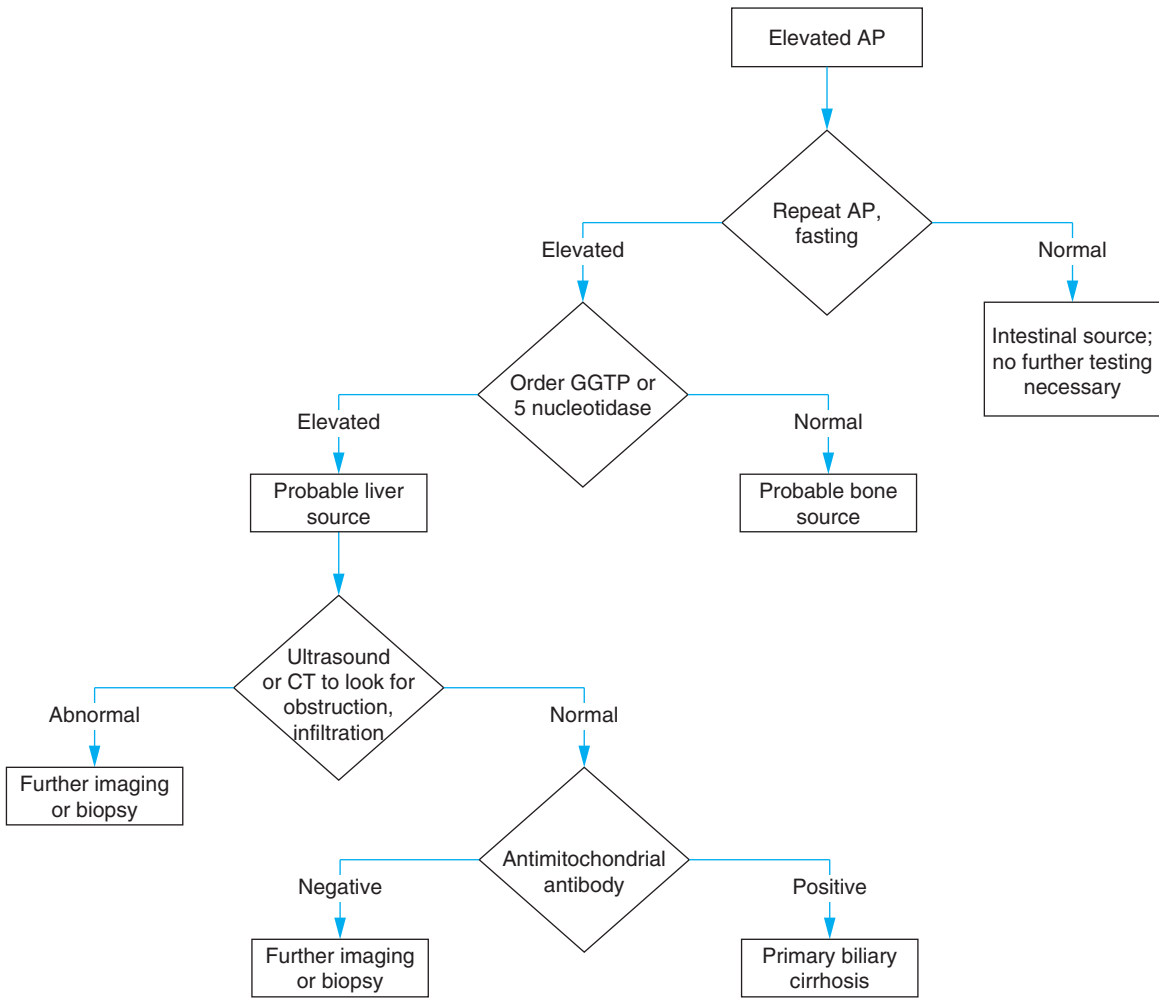 Elevated AP
Repeat AP,
fasting
Elevated
Normal
Intestinal source;
no further testing
necessary
Order GGTP or
5 nucleotidase
Elevated
Normal
Probable liver
source
Probable bone
source
Ultrasound
or CT to look for
obstruction,
infiltration
Abnormal
Normal
Further imaging
or biopsy
Antimitochondrial
antibody
Negative
Positive
Further imaging
or biopsy
Primary biliary
cirrhosis